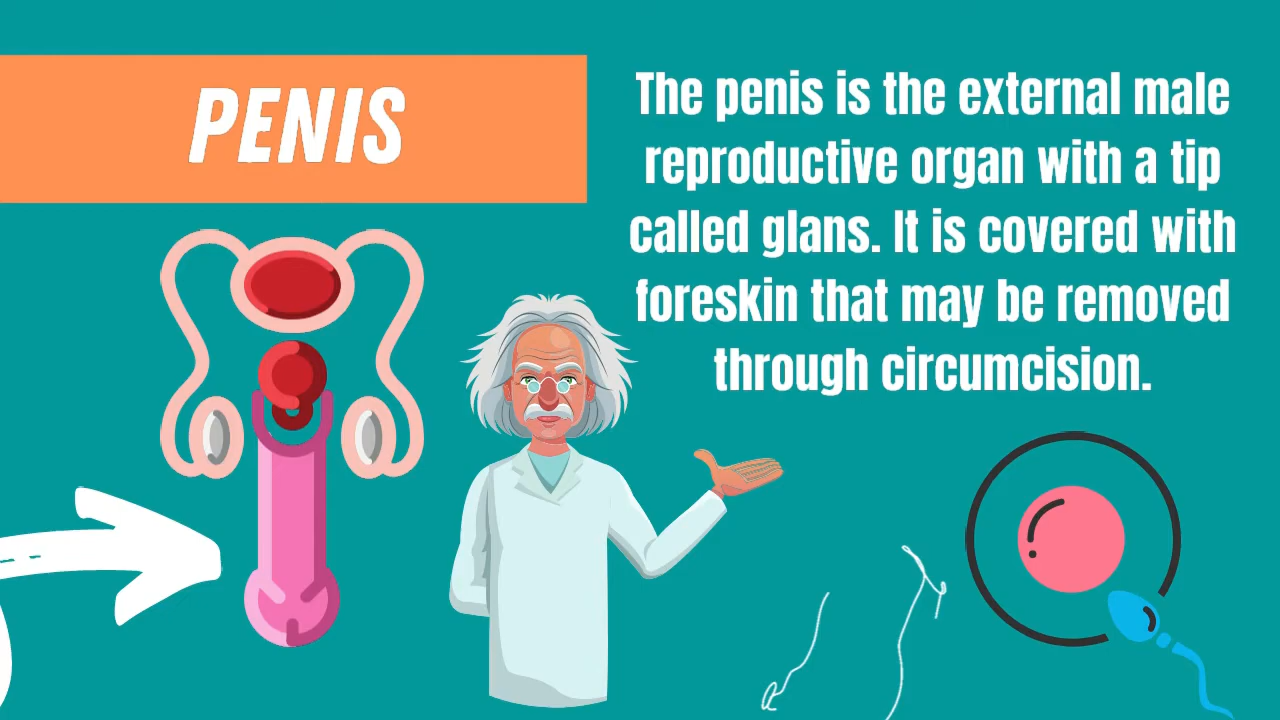 PENIS
The penis is the external male
reproductive organ with a tip
called glans. It is covered with
foreskin that may be removed
through circumcision.